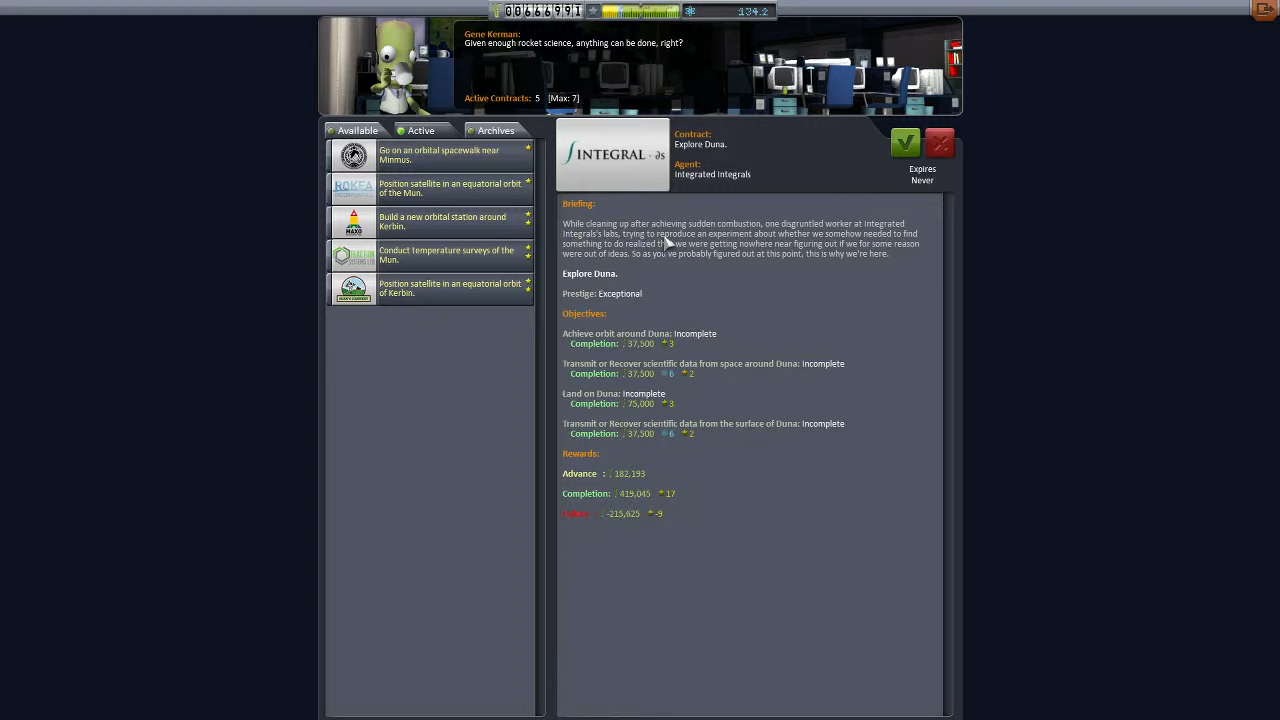 00666991
134.2
Gene Kerman:
Given enough rocket science, anything can be done, right?
Active Contracts: 5 [Max: 7]
Available
Active
Archives
Go on an orbital spacewalk near
Minmus.
ROKEA
Position satellite in an equatorial orbit
of the Mun.
MAXO
Build a new orbital station around
Kerbin.
Conduct temperature surveys of the
Mun.
Position satellite in an equatorial orbit
of Kerbin.
∫INTEGRAL · ∂s
Contract:
Explore Duna.
Agent:
Integrated Integrals
Expires
Never
Briefing:
While cleaning up after achieving sudden combustion, one disgruntled worker at Integrated
Integrals's labs, trying to reproduce an experiment about whether we somehow needed to find
something to do realized we were getting nowhere near figuring out if we for some reason
were out of ideas. So as you've probably figured out at this point, this is why we're here.
Explore Duna.
Prestige: Exceptional
Objectives:
Achieve orbit around Duna: Incomplete
Completion: 37,500 3
Transmit or Recover scientific data from space around Duna: Incomplete
Completion: 37,500 6 2
Land on Duna: Incomplete
Completion: 75,000 3
Transmit or Recover scientific data from the surface of Duna: Incomplete
Completion: 37,500 6 2
Rewards:
Advance : 182,193
Completion: 419,045 17
-215,625 -9